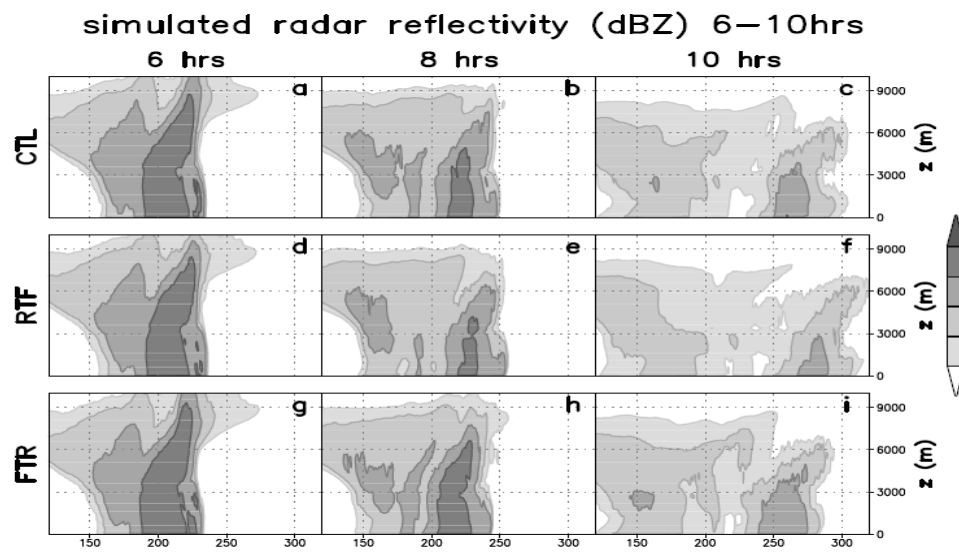 simulated radar reflectivity (dBZ) 6–10hrs
6 hrs 8 hrs 10 hrs
CTL a b c 9000 6000 3000 0 z (m)
RTF d e f 9000 6000 3000 0 z (m)
FTR g h i 9000 6000 3000 0 z (m)
150 200 250 300 150 200 250 300 150 200 250 300